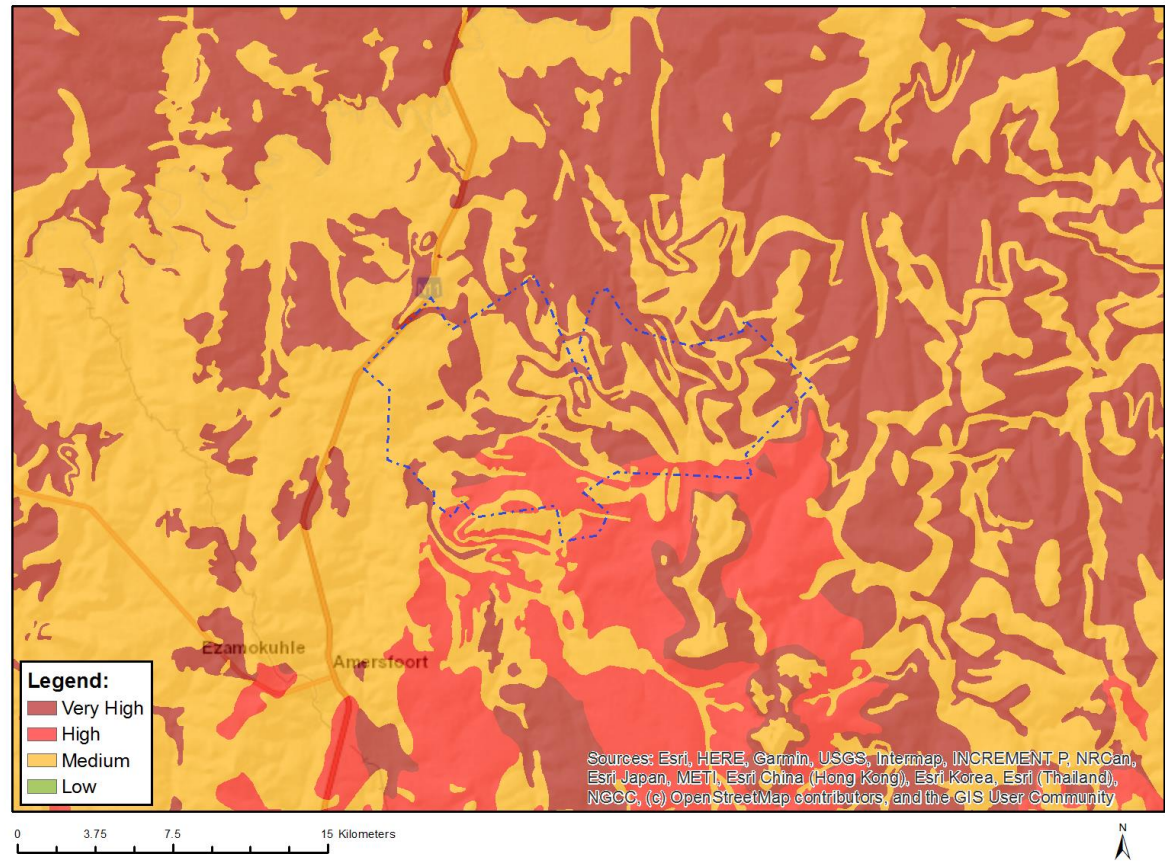 Ezamokuhle
Amersfoort
Legend:
Very High
High
Medium
Low
Sources: Esri, HERE, Garmin, USGS, Intermap, INCREMENT P, NRCan,
Esri Japan, METI, Esri China (Hong Kong), Esri Korea, Esri (Thailand),
NGCC, (c) OpenStreetMap contributors, and the GIS User Community
0 3.75 7.5 15 Kilometers
N